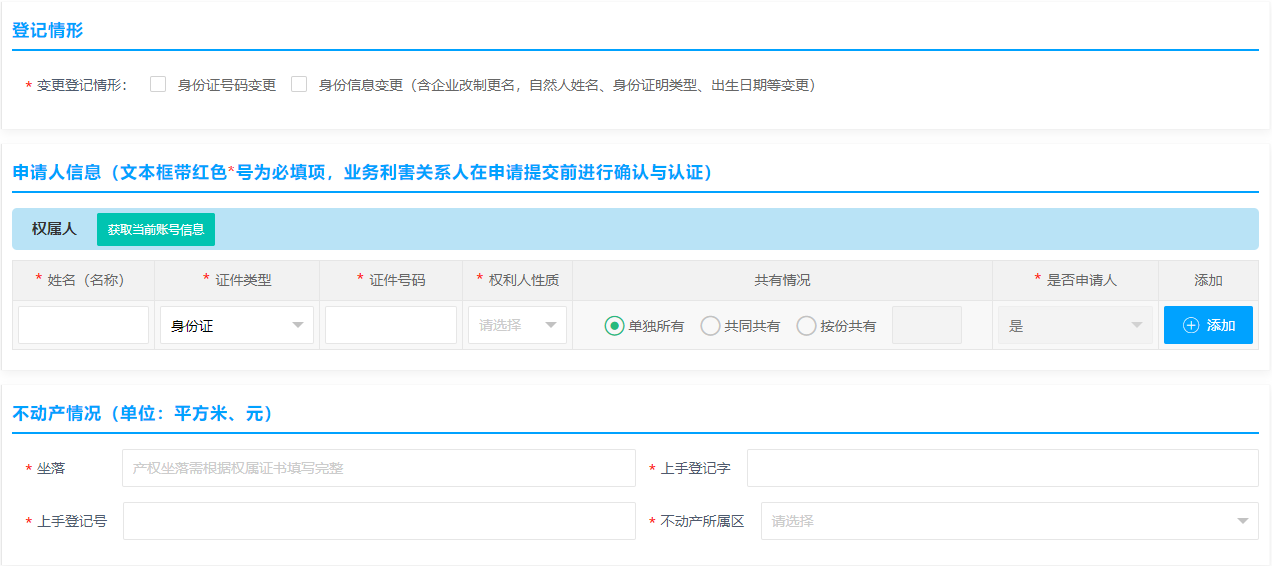 登记情形
* 变更登记情形: 身份证号码变更 身份信息变更（含企业改制更名，自然人姓名、身份证明类型、出生日期等变更）
申请人信息（文本框带红色*号为必填项，业务利害关系人在申请提交前进行确认与认证）
权属人 获取当前账号信息
* 姓名（名称） * 证件类型 * 证件号码 * 权利人性质 共有情况 * 是否申请人 添加
身份证 请选择 单独所有 共同共有 按份共有 是 添加
不动产情况（单位：平方米、元）
* 坐落 产权坐落需根据权属证书填写完整 * 上手登记字
* 上手登记号 * 不动产所属区 请选择